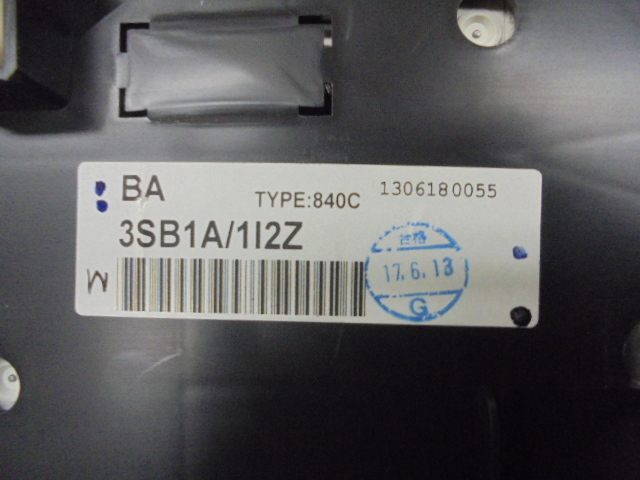 BA
TYPE:840C
1306180055
3SB1A/1I2Z
合格
17.6.13
G
M